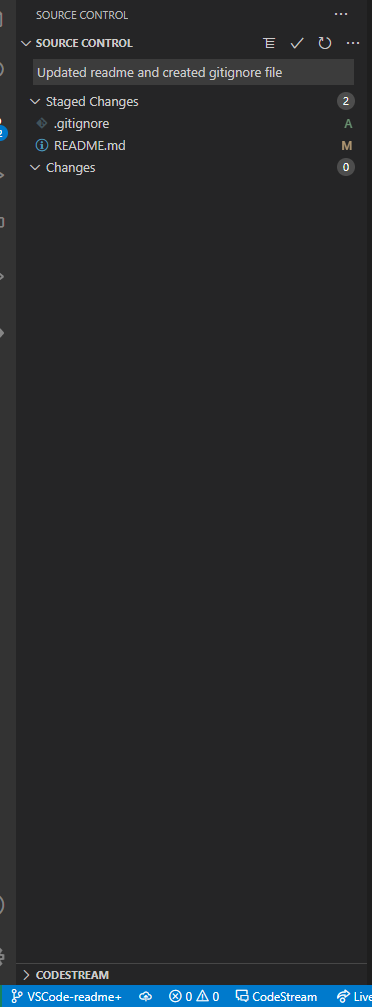 SOURCE CONTROL
SOURCE CONTROL
Updated readme and created gitignore file
Staged Changes 2
.gitignore A
README.md M
Changes 0
CODESTREAM
VSCode-readme+ 0 0 CodeStream Live